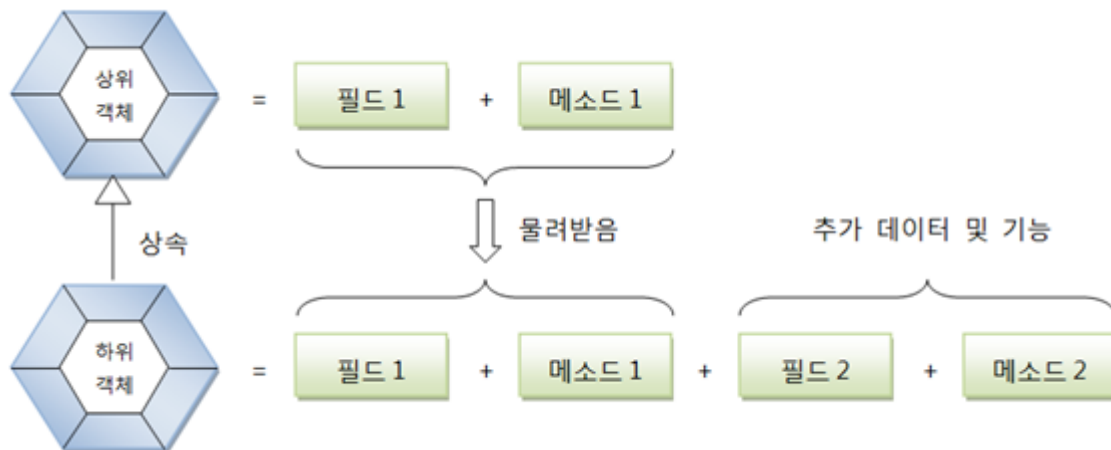 상위
객체
= 필드 1 + 메소드 1
상속
물려받음
추가 데이터 및 기능
하위
객체
= 필드 1 + 메소드 1 + 필드 2 + 메소드 2